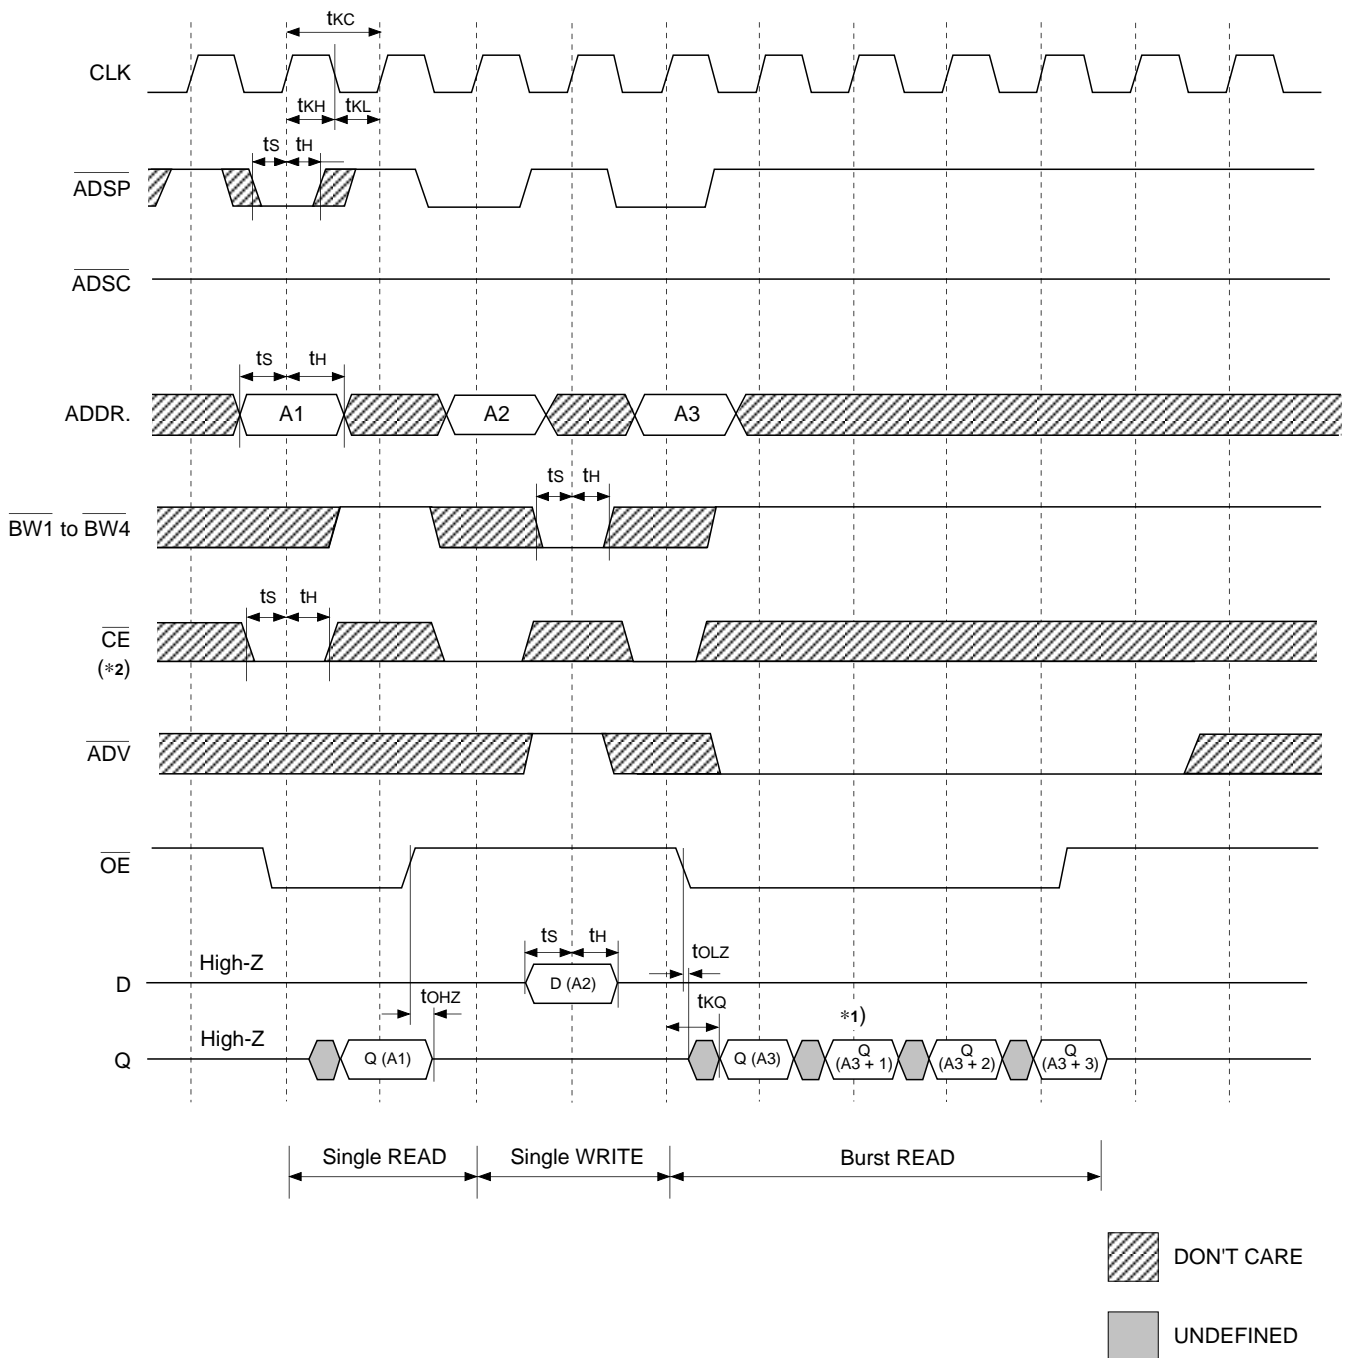 tKC
CLK
tKH tKL
tS tH
ADSP
ADSC
tS tH
ADDR. A1 A2 A3
tS tH
BW1 to BW4
tS tH
CE
(*2)
ADV
OE
tS tH
High-Z
D D (A2) tOLZ
tOHZ tKQ *1)
High-Z
Q Q (A1) Q (A3) Q (A3 + 1) Q (A3 + 2) Q (A3 + 3)
Single READ Single WRITE Burst READ
DON'T CARE
UNDEFINED